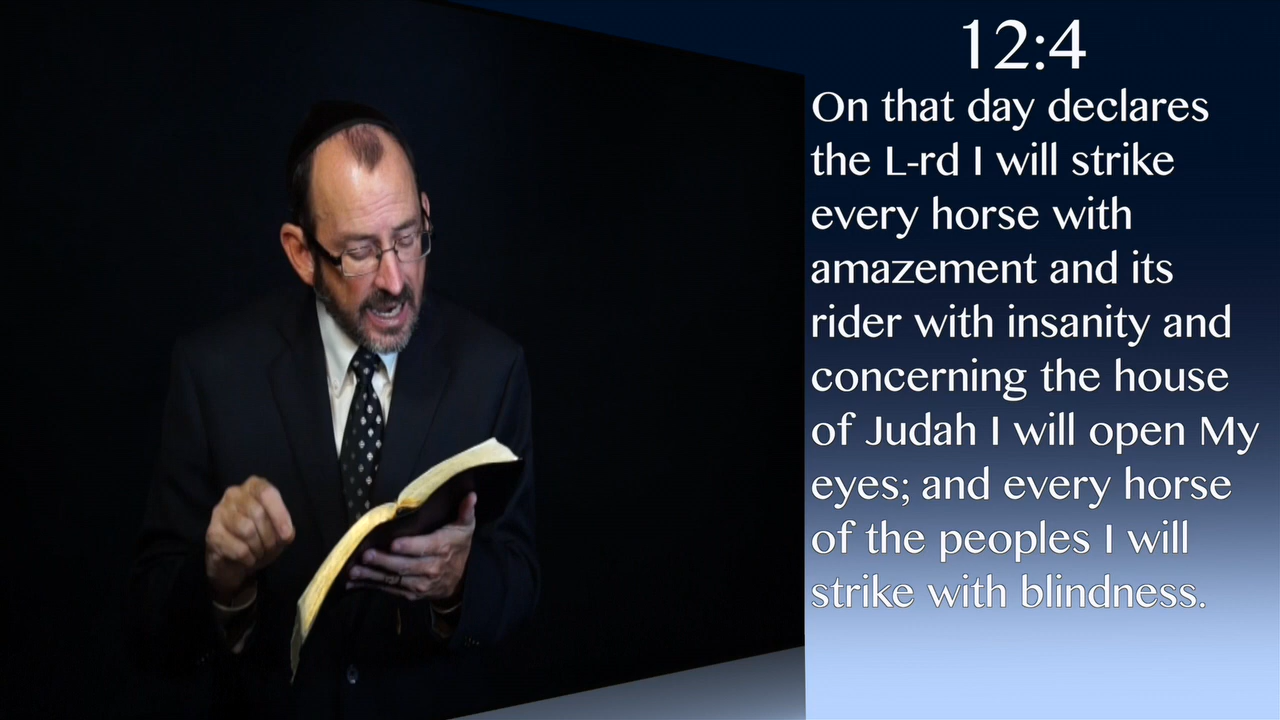 12:4
On that day declares
the L-rd I will strike
every horse with
amazement and its
rider with insanity and
concerning the house
of Judah I will open My
eyes; and every horse
of the peoples I will
strike with blindness.